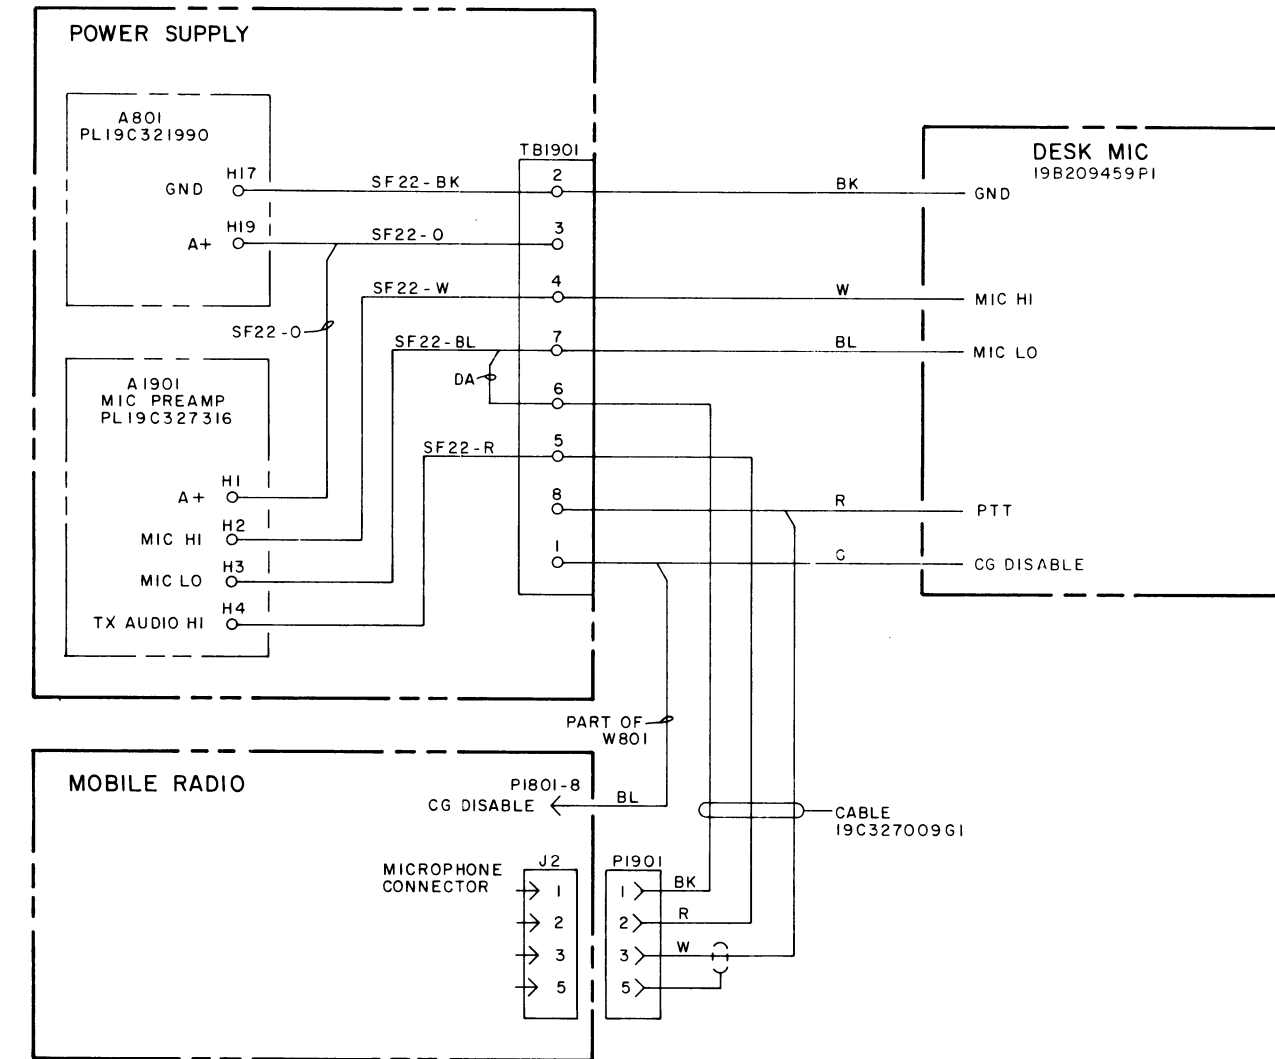 POWER SUPPLY
A801
PL19C321990
GND
H17
A+
H19
SF22-BK
SF22-O
SF22-W
SF22-O
SF22-BL
DA
SF22-R
A1901
MIC PREAMP
PL19C327316
A+
H1
MIC HI
H2
MIC LO
H3
TX AUDIO HI
H4
TB1901
2
3
4
7
6
5
8
1
BK
W
BL
R
G
DESK MIC
19B209459P1
GND
MIC HI
MIC LO
PTT
CG DISABLE
PART OF
W801
MOBILE RADIO
P1801-8
CG DISABLE
BL
CABLE
19C327009G1
MICROPHONE
CONNECTOR
J2
1
2
3
5
P1901
1
2
3
5
BK
R
W